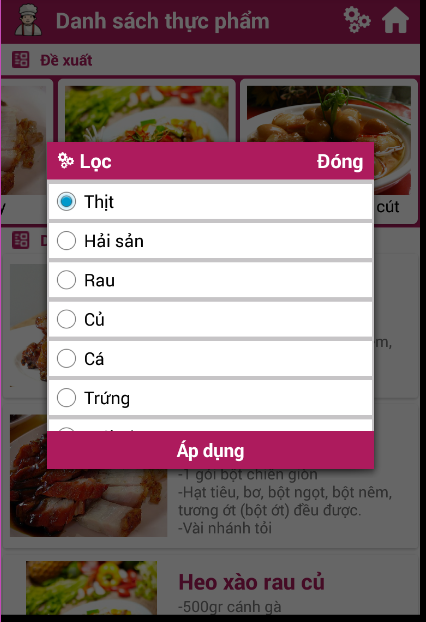 Danh sách thực phẩm
Đề xuất
y
cút
Lọc
Đóng
Thịt
Hải sản
Rau
Củ
Cá
Trứng
Áp dụng
-1 gói bột chiên giòn
-Hạt tiêu, bơ, bột ngọt, bột nêm,
tương ớt (bột ớt) đều được.
-Vài nhánh tỏi
Heo xào rau củ
-500gr cánh gà